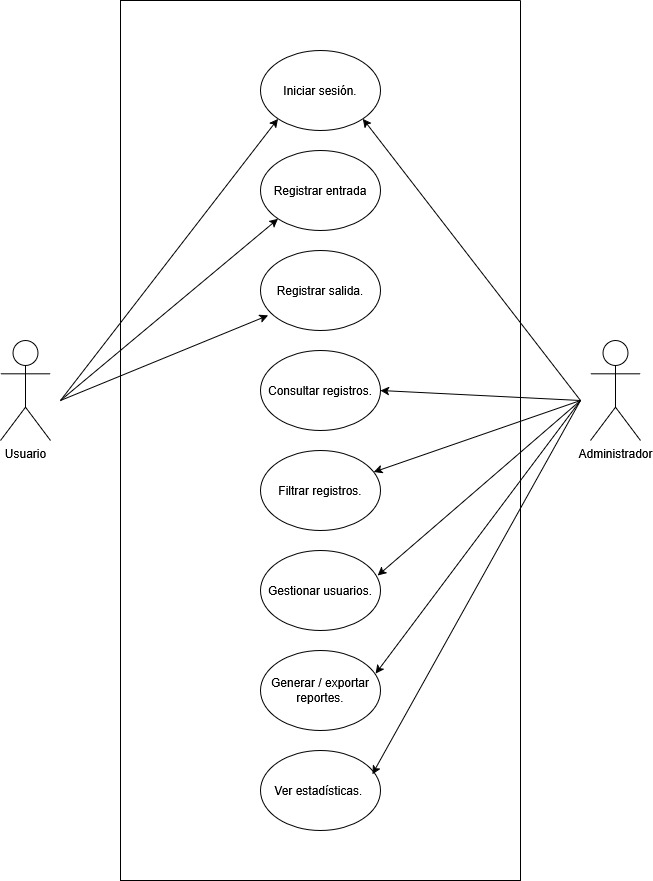 Iniciar sesión.
Registrar entrada
Registrar salida.
Consultar registros.
Usuario
Administrador
Filtrar registros.
Gestionar usuarios.
Generar / exportar
reportes.
Ver estadísticas.